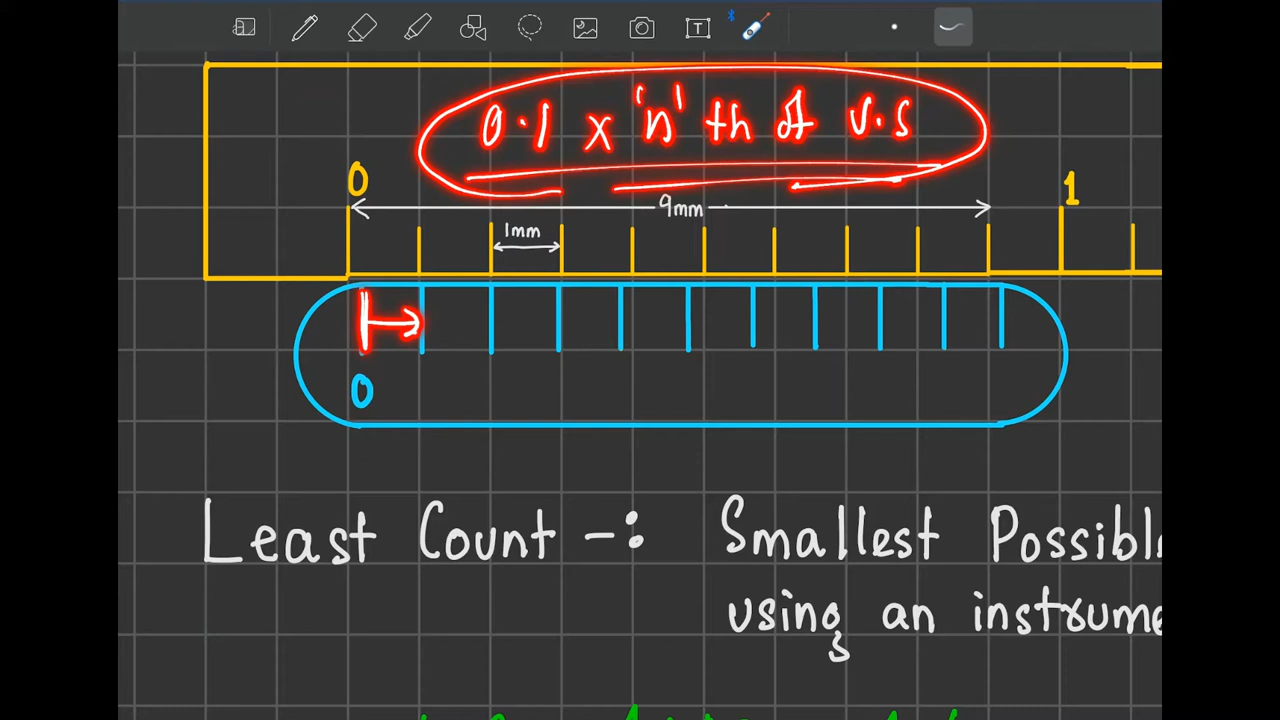 0.1 x 'n' th of v.s
0 1
9mm
1mm
0
Least Count -: Smallest Possibl
using an instrume